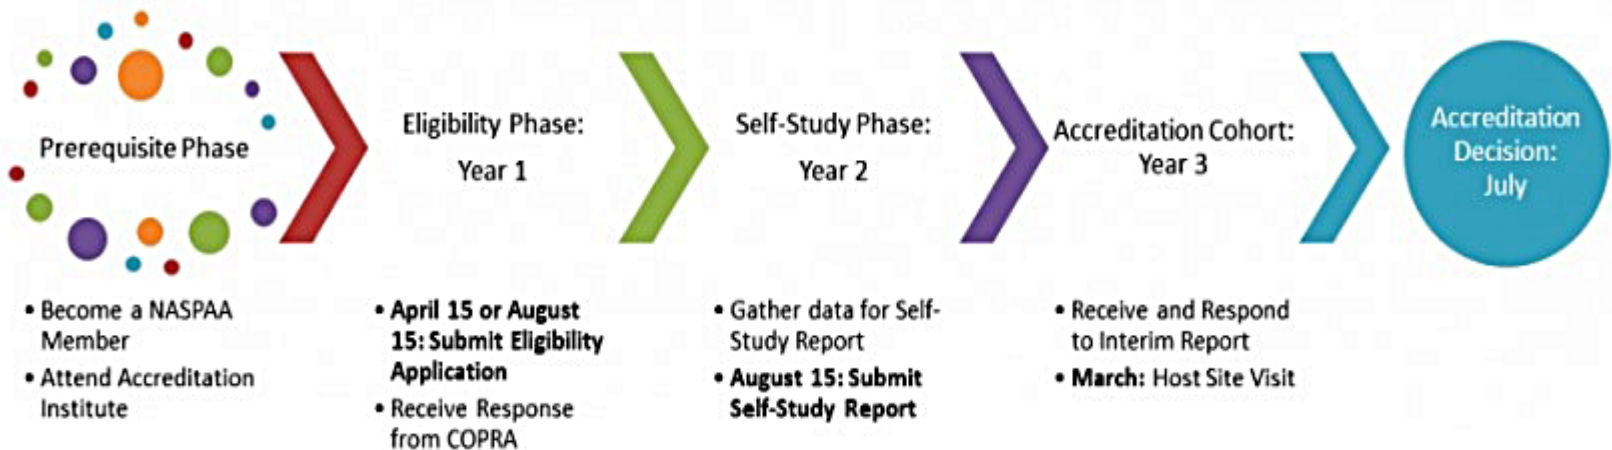 Prerequisite Phase
• Become a NASPAA
Member
• Attend Accreditation
Institute
Eligibility Phase:
Year 1
• April 15 or August
15: Submit Eligibility
Application
• Receive Response
from COPRA
Self-Study Phase:
Year 2
• Gather data for Self-
Study Report
• August 15: Submit
Self-Study Report
Accreditation Cohort:
Year 3
• Receive and Respond
to Interim Report
• March: Host Site Visit
Accreditation
Decision:
July